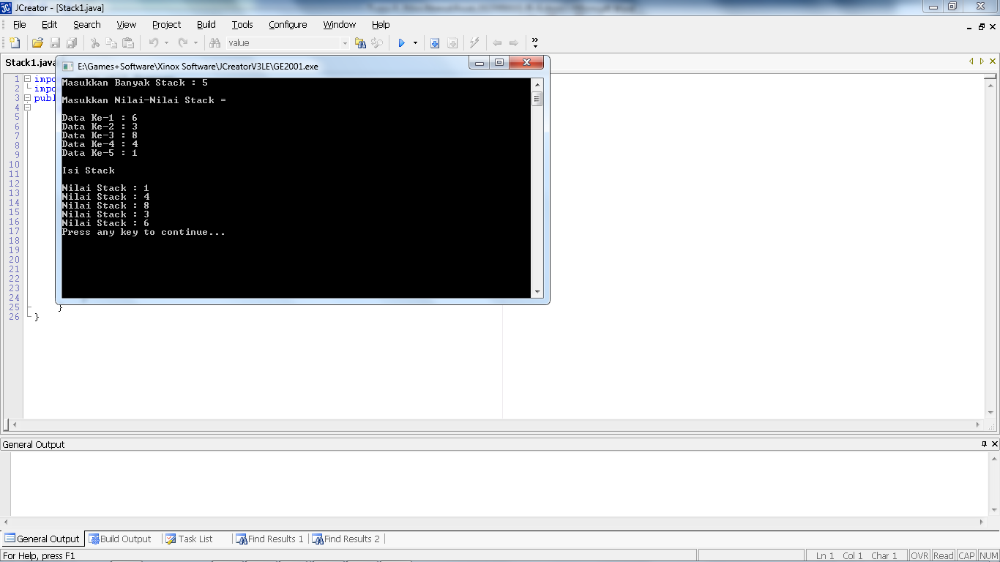 JCreator - [Stack1.java]
File Edit Search View Project Build Tools Configure Window Help
value
Stack1.java
E:\Games+Software\Xinox Software\JCreatorV3LE\GE2001.exe
1 impo
2 impo
3 publ
4
5
6
7
8
9
10
11
12
13
14
15
16
17
18
19
20
21
22
23
24
25 }
26 }
Masukkan Banyak Stack : 5
Masukkan Nilai-Nilai Stack =
Data Ke-1 : 6
Data Ke-2 : 3
Data Ke-3 : 8
Data Ke-4 : 4
Data Ke-5 : 1
Isi Stack
Nilai Stack : 1
Nilai Stack : 4
Nilai Stack : 8
Nilai Stack : 3
Nilai Stack : 6
Press any key to continue...
General Output
General Output Build Output Task List Find Results 1 Find Results 2
For Help, press F1 Ln 1 Col 1 Char 1 OVR Read CAP NUM